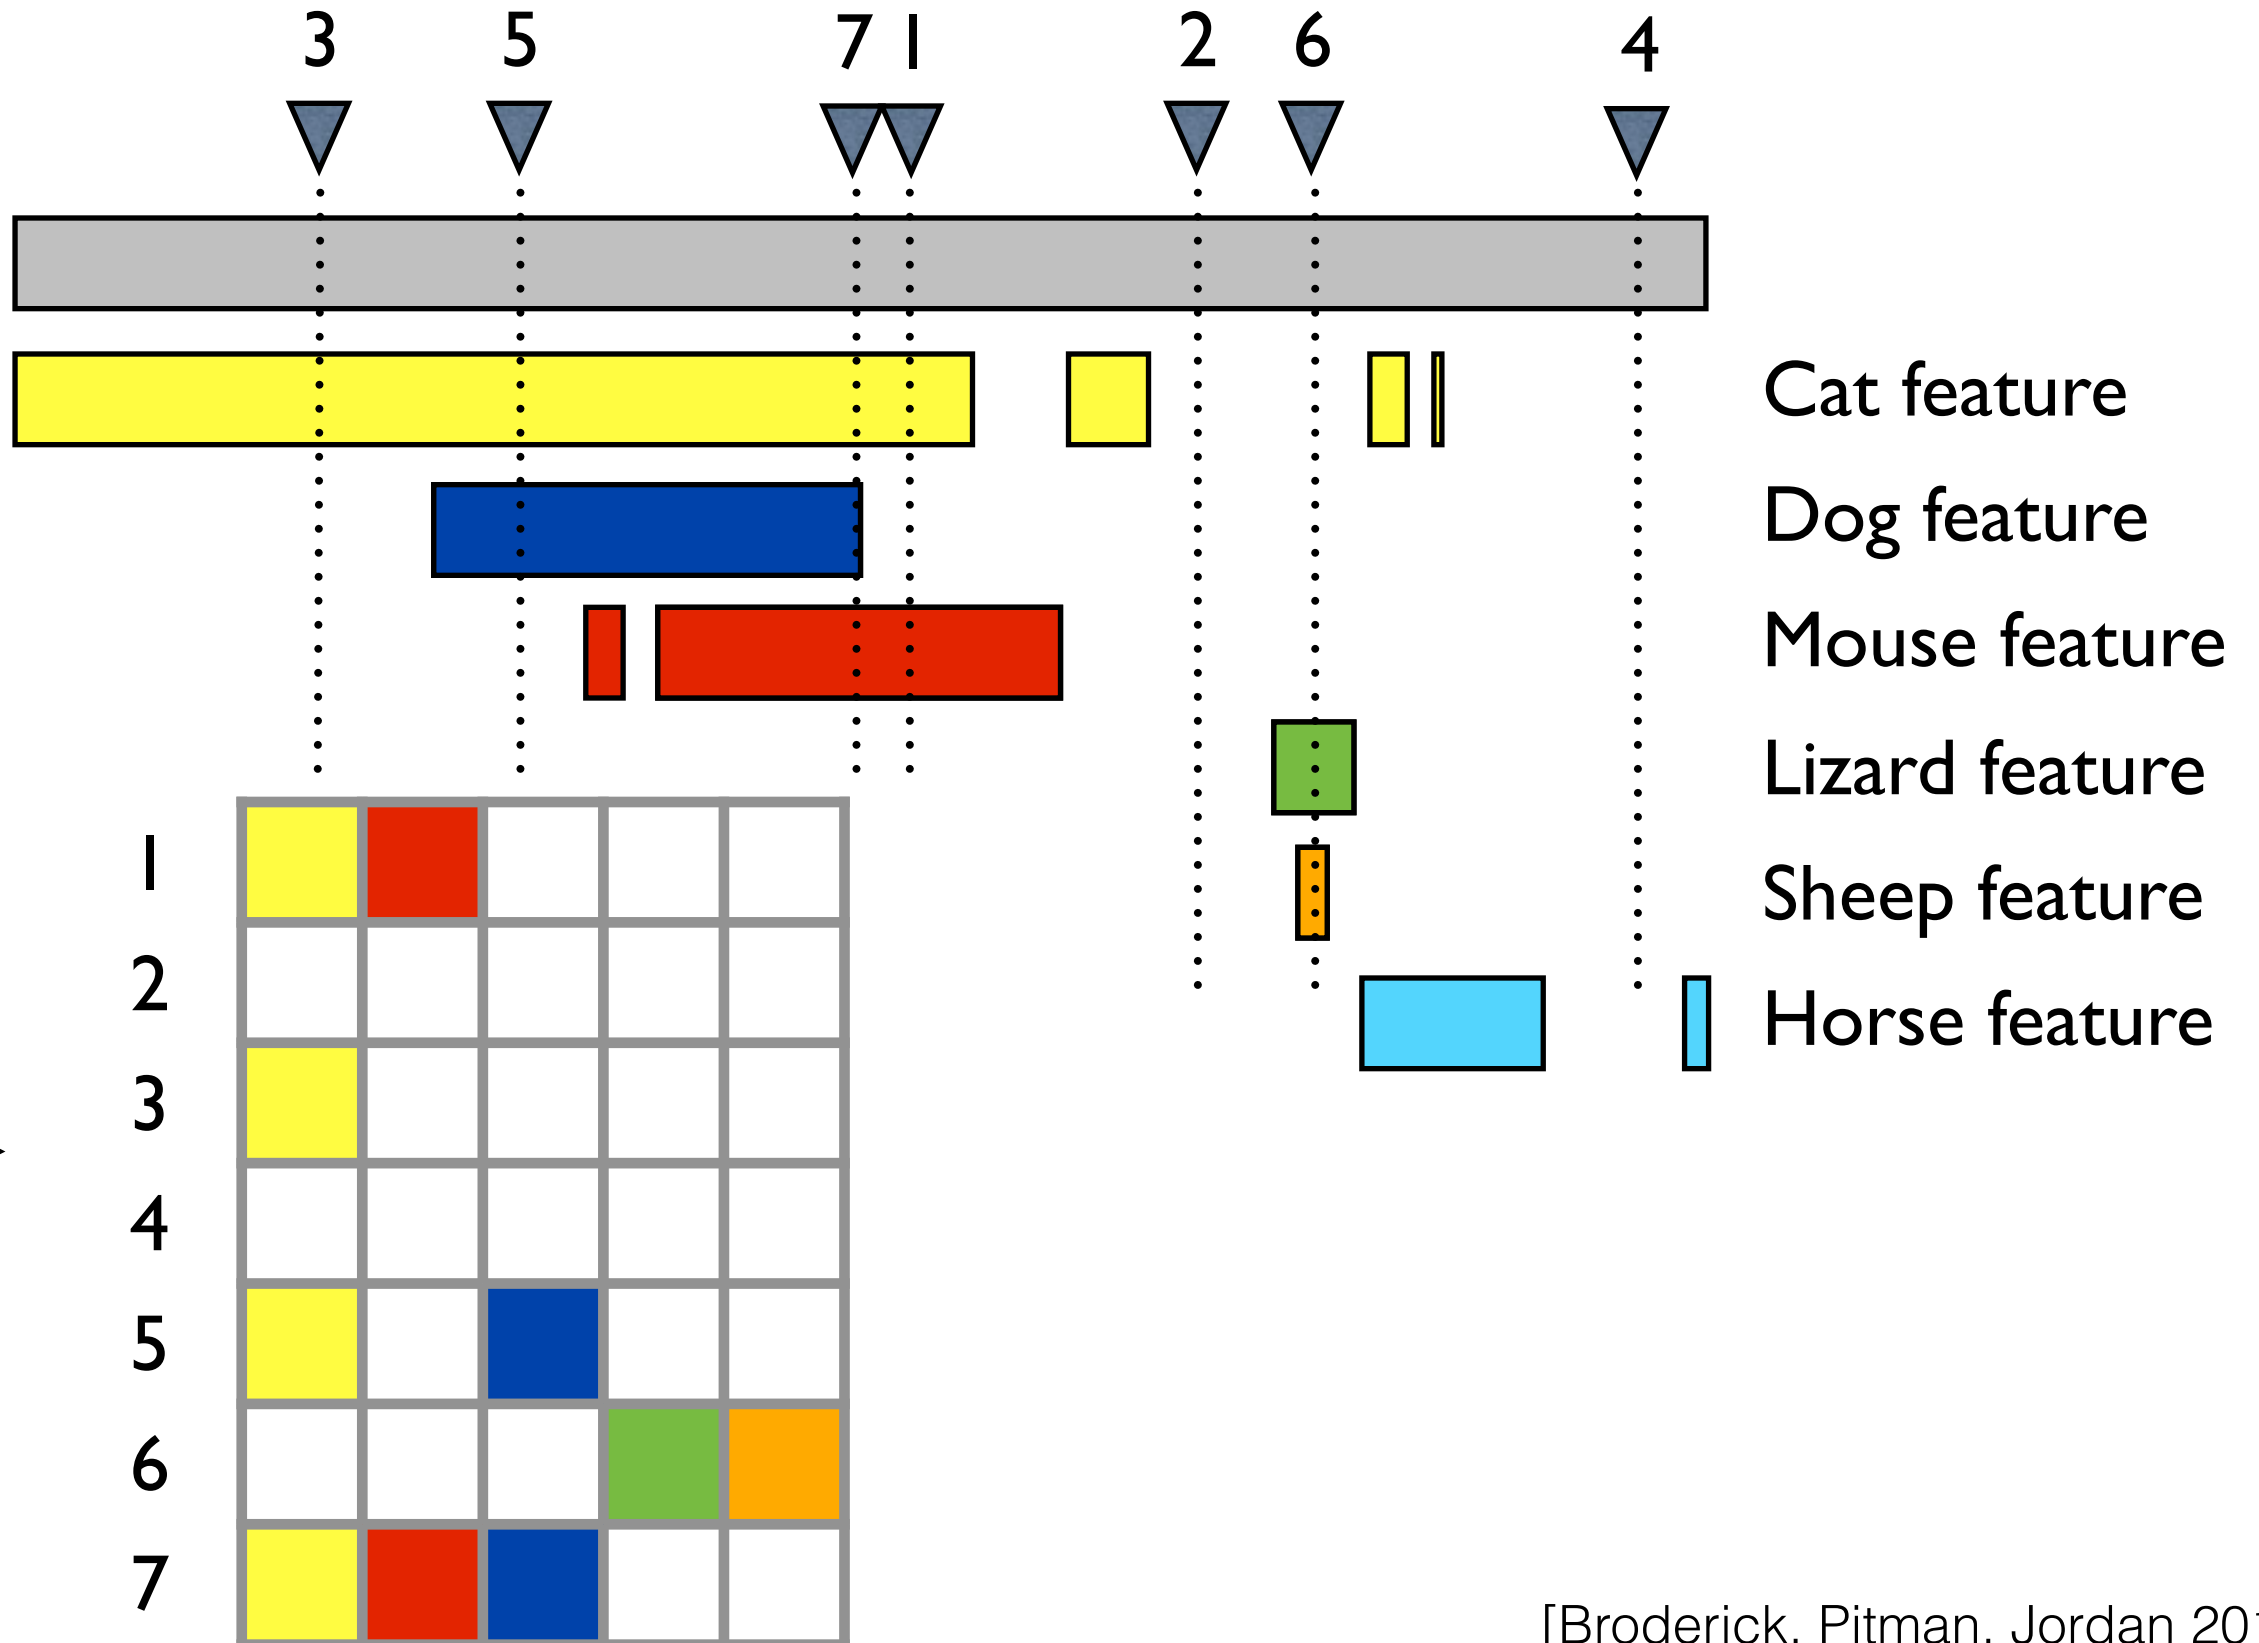 3 5 7 1 2 6 4
Cat feature
Dog feature
Mouse feature
Lizard feature
Sheep feature
Horse feature
1
2
3
4
5
6
7
[Broderick, Pitman, Jordan